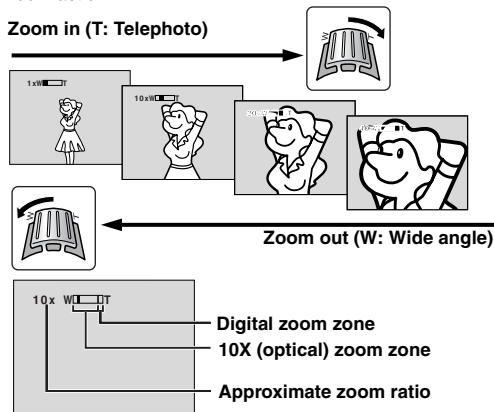 Zoom in (T: Telephoto)
W T
1xW T
10xW T
W T
Zoom out (W: Wide angle)
10x W T
Digital zoom zone
10X (optical) zoom zone
Approximate zoom ratio